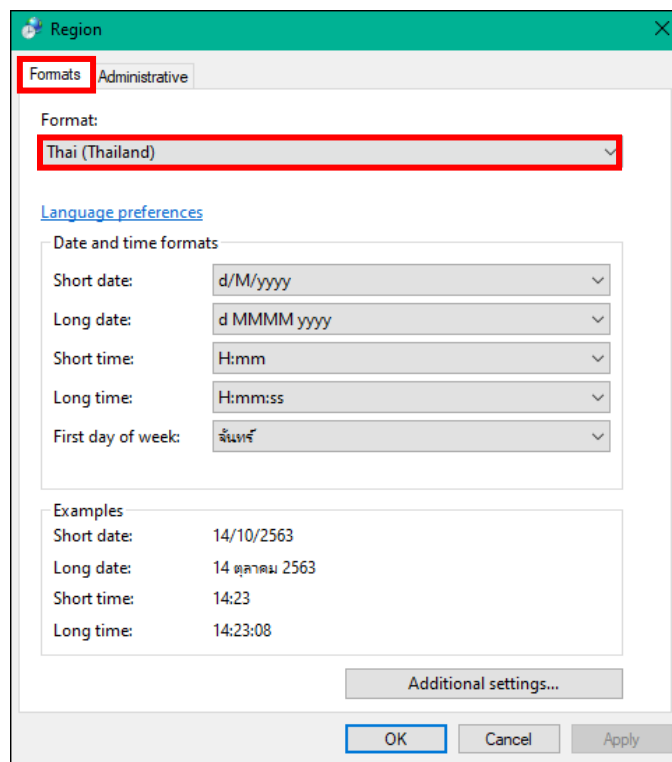 Region
Formats Administrative
Format:
Thai (Thailand)
Language preferences
Date and time formats
Short date: d/M/yyyy
Long date: d MMMM yyyy
Short time: H:mm
Long time: H:mm:ss
First day of week: จันทร์
Examples
Short date: 14/10/2563
Long date: 14 ตุลาคม 2563
Short time: 14:23
Long time: 14:23:08
Additional settings...
OK Cancel Apply